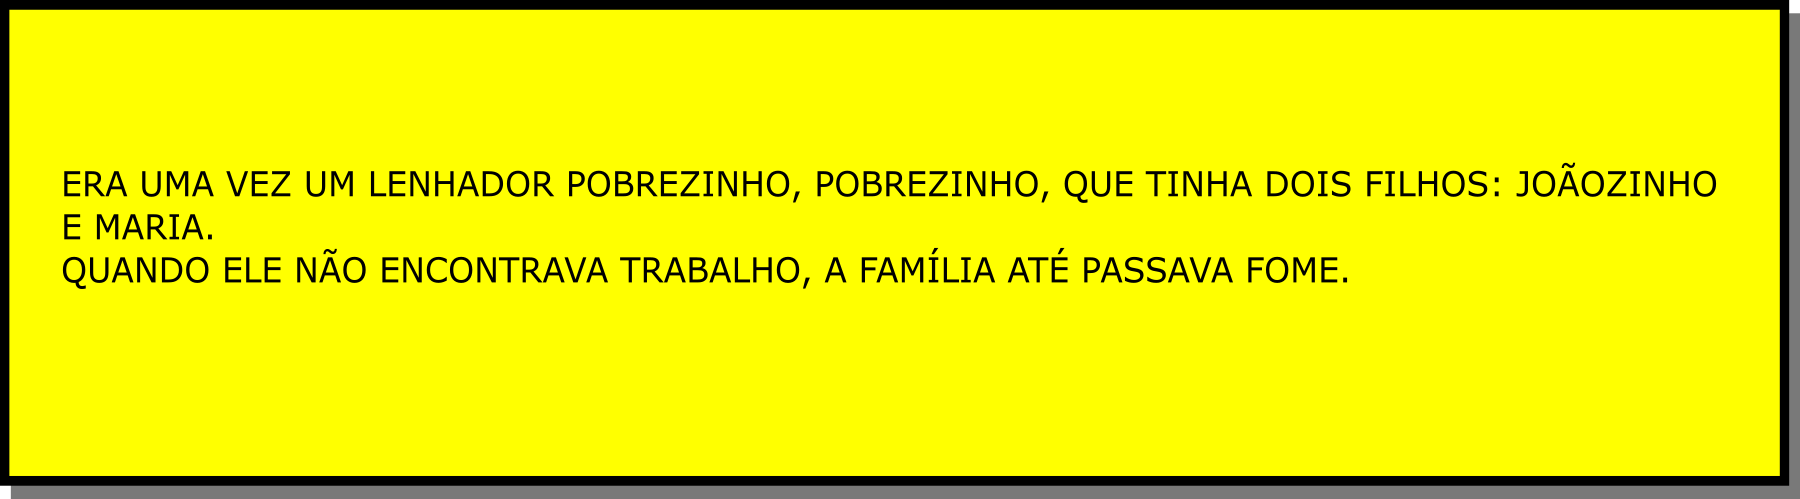 ERA UMA VEZ UM LENHADOR POBREZINHO, POBREZINHO, QUE TINHA DOIS FILHOS: JOÃOZINHO
E MARIA.
QUANDO ELE NÃO ENCONTRAVA TRABALHO, A FAMÍLIA ATÉ PASSAVA FOME.